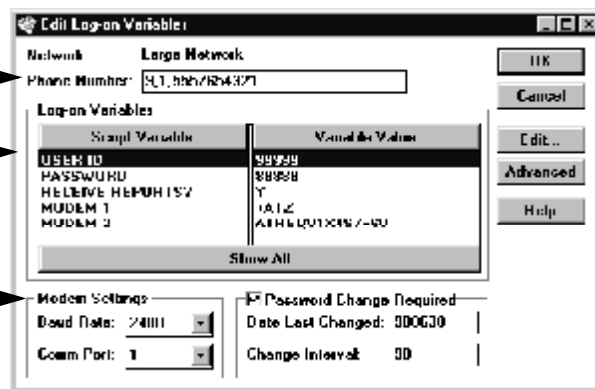 Edit Log-on Variables
Network Large Network
OK
Phone Number: 9,1,5557654321
Cancel
Log-on Variables
Script Variable Variable Value
Edit...
USER ID 99999
PASSWORD 88888
Advanced
RECEIVE REPORTS? Y
MODEM 1
MODEM 2
Help
Show All
Modem Settings
Password Change Required
Baud Rate: 2400
Date Last Changed: 980630
Comm Port: 1
Change Interval: 90